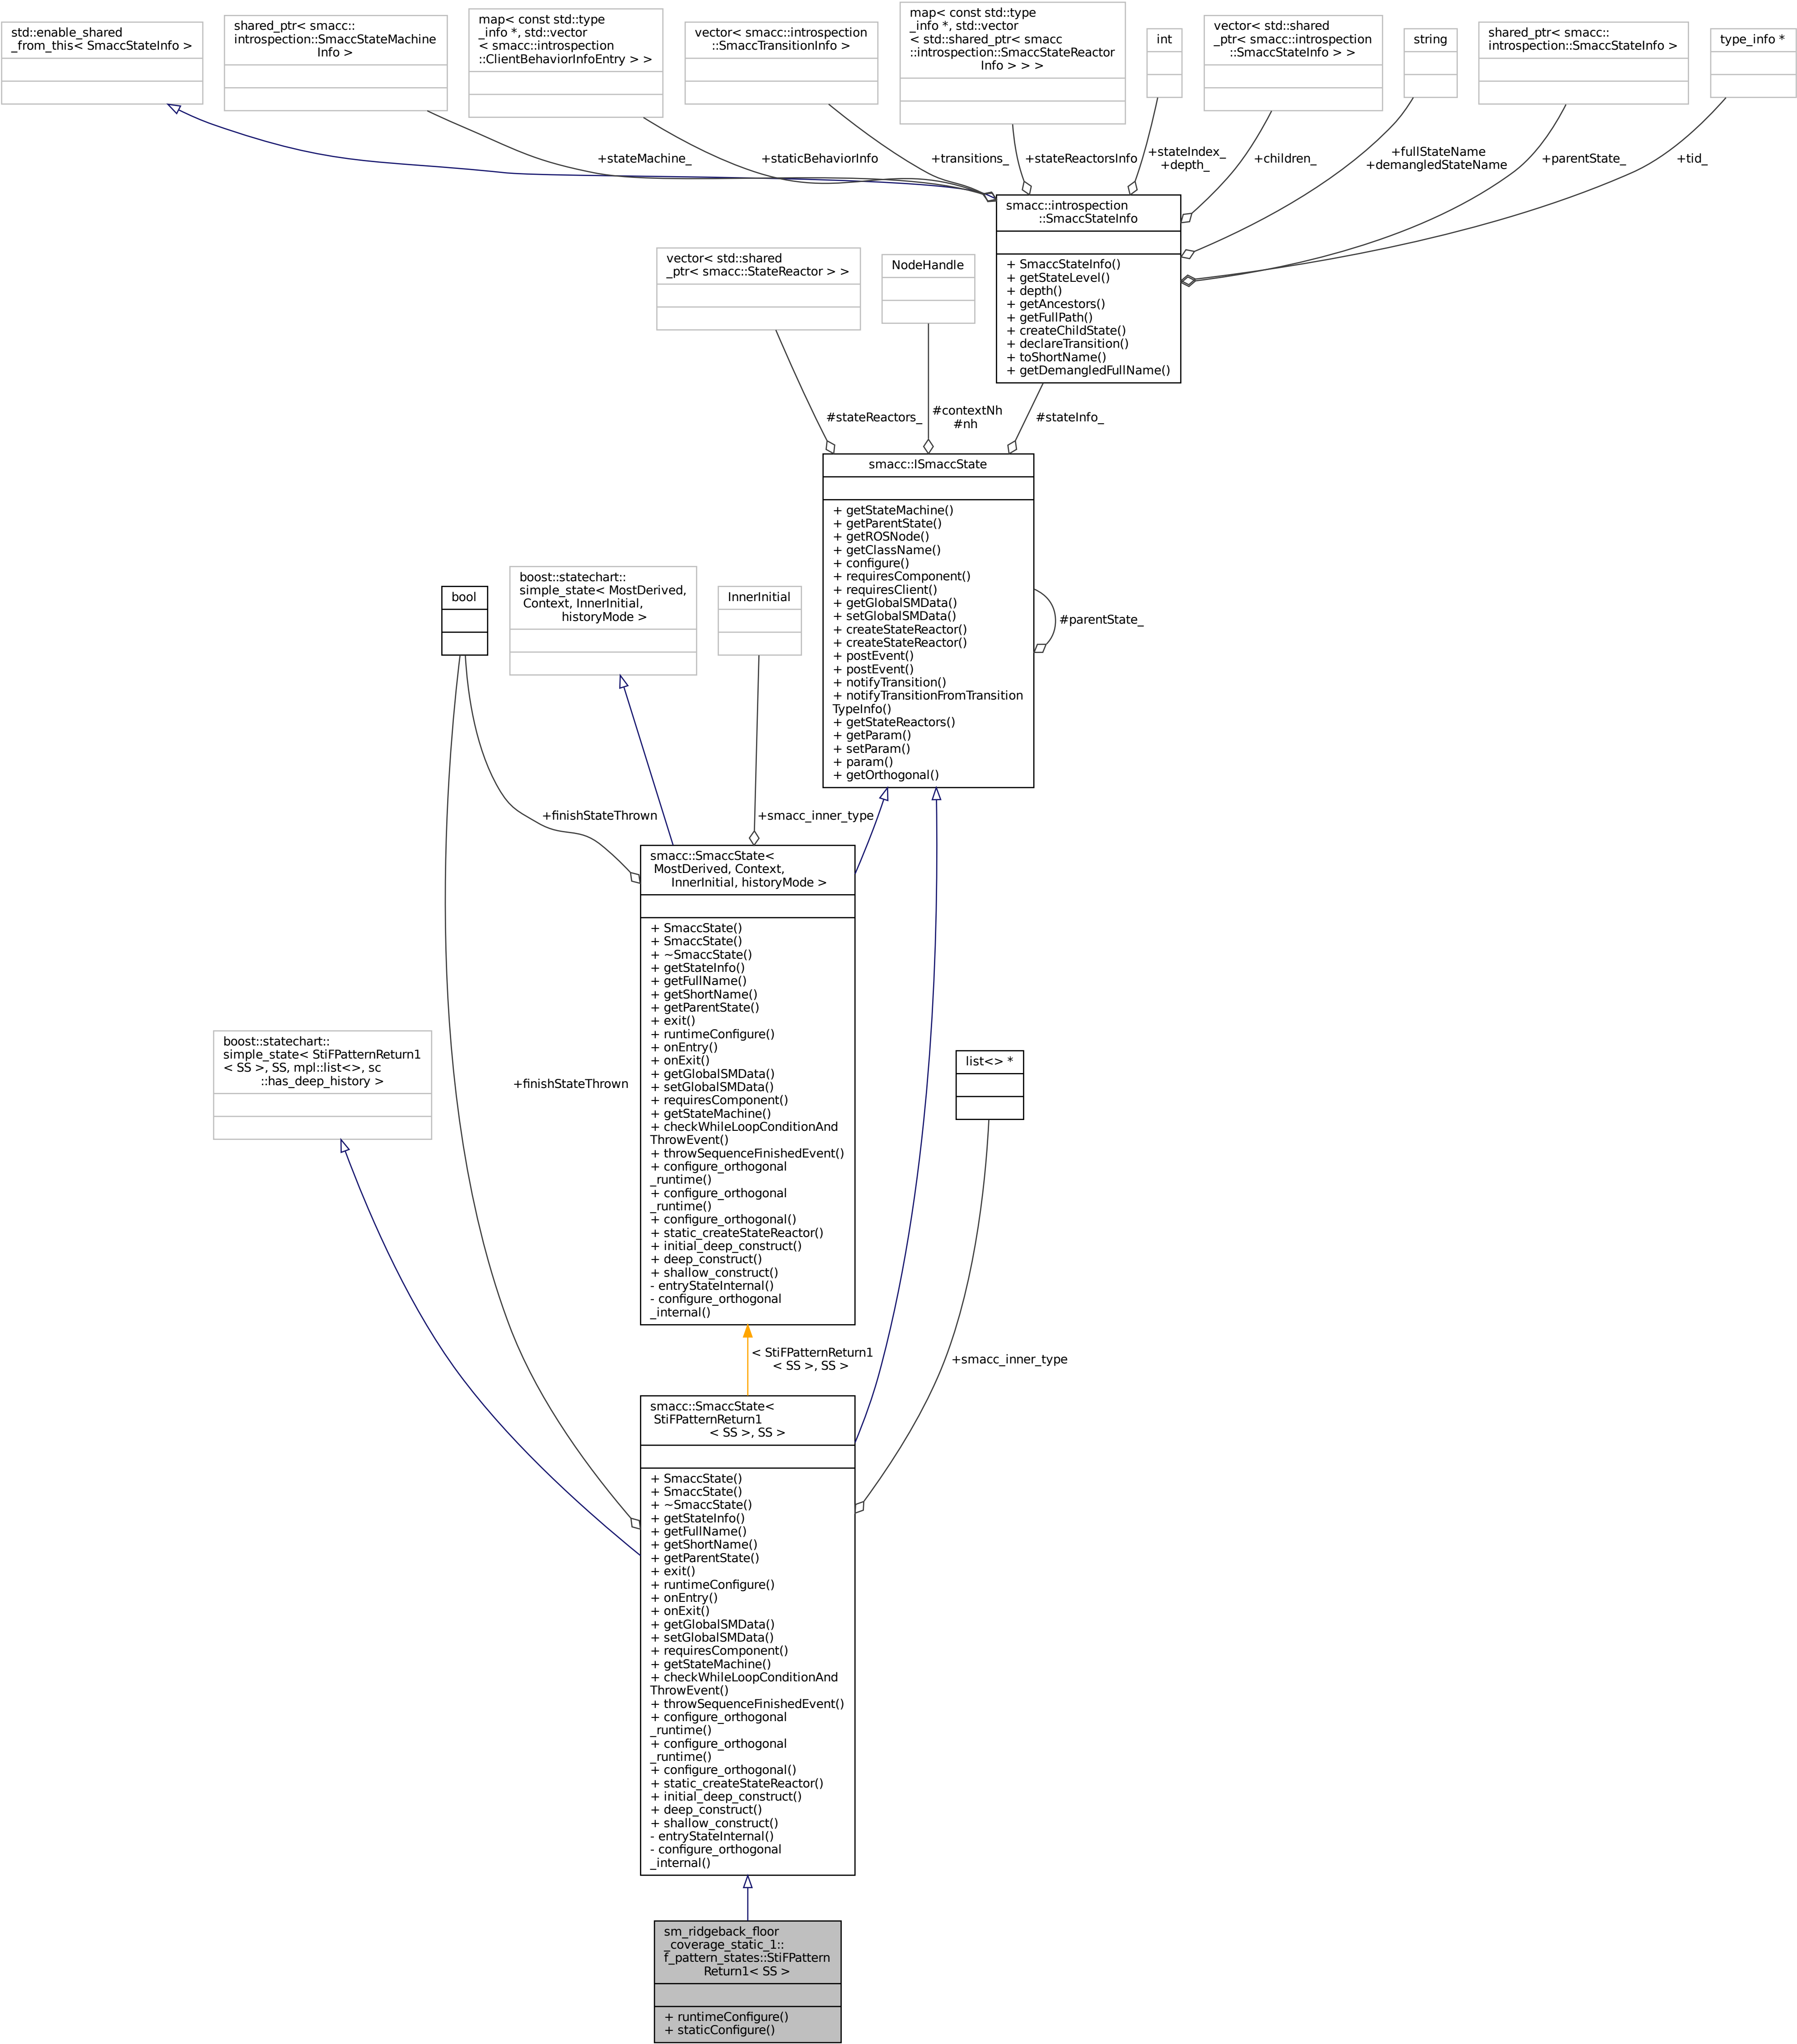 std::enable_shared
_from_this< SmaccStateInfo >
shared_ptr< smacc::
introspection::SmaccStateMachine
Info >
map< const std::type
_info *, std::vector
< smacc::introspection
::ClientBehaviorInfoEntry > >
vector< smacc::introspection
::SmaccTransitionInfo >
map< const std::type
_info *, std::vector
< std::shared_ptr< smacc
::introspection::SmaccStateReactor
Info > > >
int
vector< std::shared
_ptr< smacc::introspection
::SmaccStateInfo > >
string
shared_ptr< smacc::
introspection::SmaccStateInfo >
type_info *
+stateMachine_
+staticBehaviorInfo
+transitions_
+stateReactorsInfo
+stateIndex_
+depth_
+children_
+fullStateName
+demangledStateName
+parentState_
+tid_
smacc::introspection
::SmaccStateInfo
+ SmaccStateInfo()
+ getStateLevel()
+ depth()
+ getAncestors()
+ getFullPath()
+ createChildState()
+ declareTransition()
+ toShortName()
+ getDemangledFullName()
vector< std::shared
_ptr< smacc::StateReactor > >
NodeHandle
#stateReactors_
#contextNh
#nh
#stateInfo_
smacc::ISmaccState
+ getStateMachine()
+ getParentState()
+ getROSNode()
+ getClassName()
+ configure()
+ requiresComponent()
+ requiresClient()
+ getGlobalSMData()
+ setGlobalSMData()
+ createStateReactor()
+ createStateReactor()
+ postEvent()
+ postEvent()
+ notifyTransition()
+ notifyTransitionFromTransition
TypeInfo()
+ getStateReactors()
+ getParam()
+ setParam()
+ param()
+ getOrthogonal()
#parentState_
bool
boost::statechart::
simple_state< MostDerived,
Context, InnerInitial,
historyMode >
InnerInitial
+finishStateThrown
+smacc_inner_type
smacc::SmaccState<
MostDerived, Context,
InnerInitial, historyMode >
+ SmaccState()
+ SmaccState()
+ ~SmaccState()
+ getStateInfo()
+ getFullName()
+ getShortName()
+ getParentState()
+ exit()
+ runtimeConfigure()
+ onEntry()
+ onExit()
+ getGlobalSMData()
+ setGlobalSMData()
+ requiresComponent()
+ getStateMachine()
+ checkWhileLoopConditionAnd
ThrowEvent()
+ throwSequenceFinishedEvent()
+ configure_orthogonal
_runtime()
+ configure_orthogonal
_runtime()
+ configure_orthogonal()
+ static_createStateReactor()
+ initial_deep_construct()
+ deep_construct()
+ shallow_construct()
- entryStateInternal()
- configure_orthogonal
_internal()
boost::statechart::
simple_state< StiFPatternReturn1
< SS >, SS, mpl::list<>, sc
::has_deep_history >
+finishStateThrown
list<> *
< StiFPatternReturn1
< SS >, SS >
+smacc_inner_type
smacc::SmaccState<
StiFPatternReturn1
< SS >, SS >
+ SmaccState()
+ SmaccState()
+ ~SmaccState()
+ getStateInfo()
+ getFullName()
+ getShortName()
+ getParentState()
+ exit()
+ runtimeConfigure()
+ onEntry()
+ onExit()
+ getGlobalSMData()
+ setGlobalSMData()
+ requiresComponent()
+ getStateMachine()
+ checkWhileLoopConditionAnd
ThrowEvent()
+ throwSequenceFinishedEvent()
+ configure_orthogonal
_runtime()
+ configure_orthogonal
_runtime()
+ configure_orthogonal()
+ static_createStateReactor()
+ initial_deep_construct()
+ deep_construct()
+ shallow_construct()
- entryStateInternal()
- configure_orthogonal
_internal()
sm_ridgeback_floor
_coverage_static_1::
f_pattern_states::StiFPattern
Return1< SS >
+ runtimeConfigure()
+ staticConfigure()